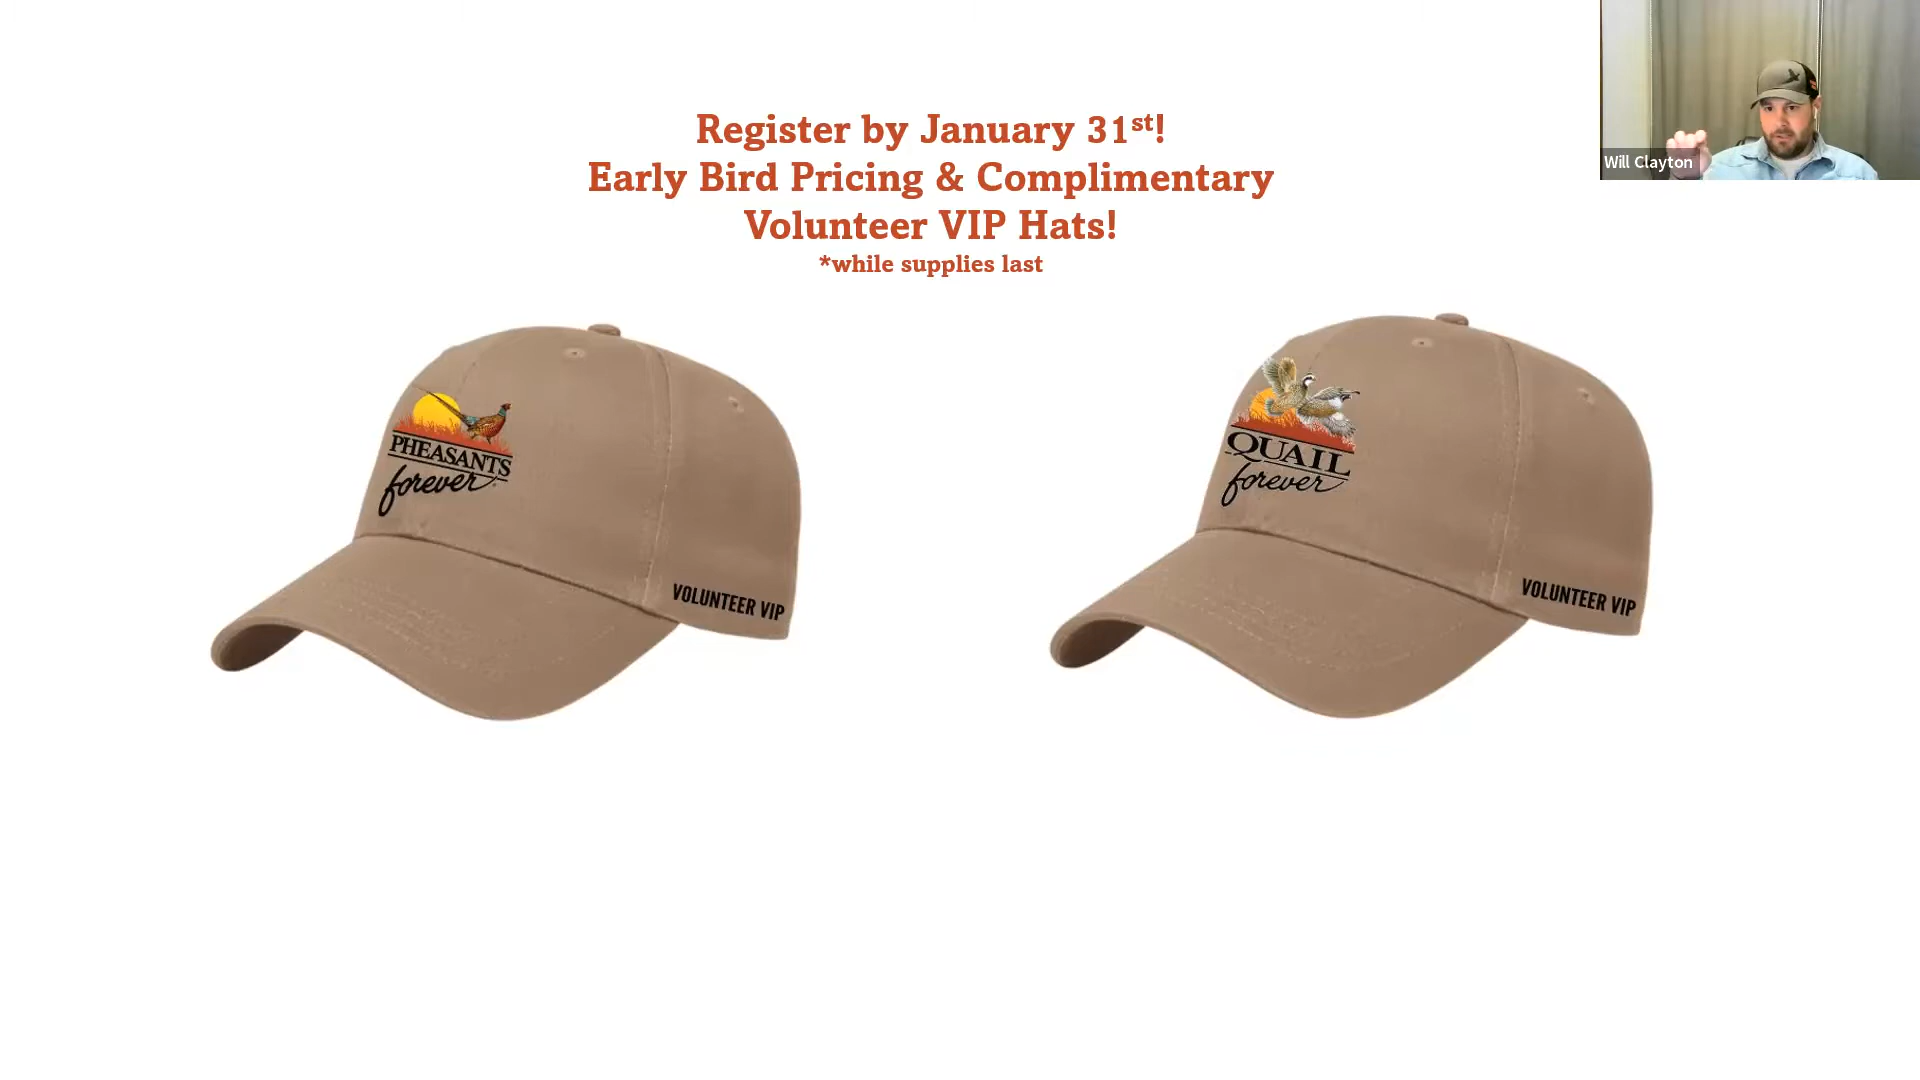 Register by January 31st!
Early Bird Pricing & Complimentary
Volunteer VIP Hats!
*while supplies last
Will Clayton
PHEASANTS
forever
VOLUNTEER VIP
QUAIL
forever
VOLUNTEER VIP